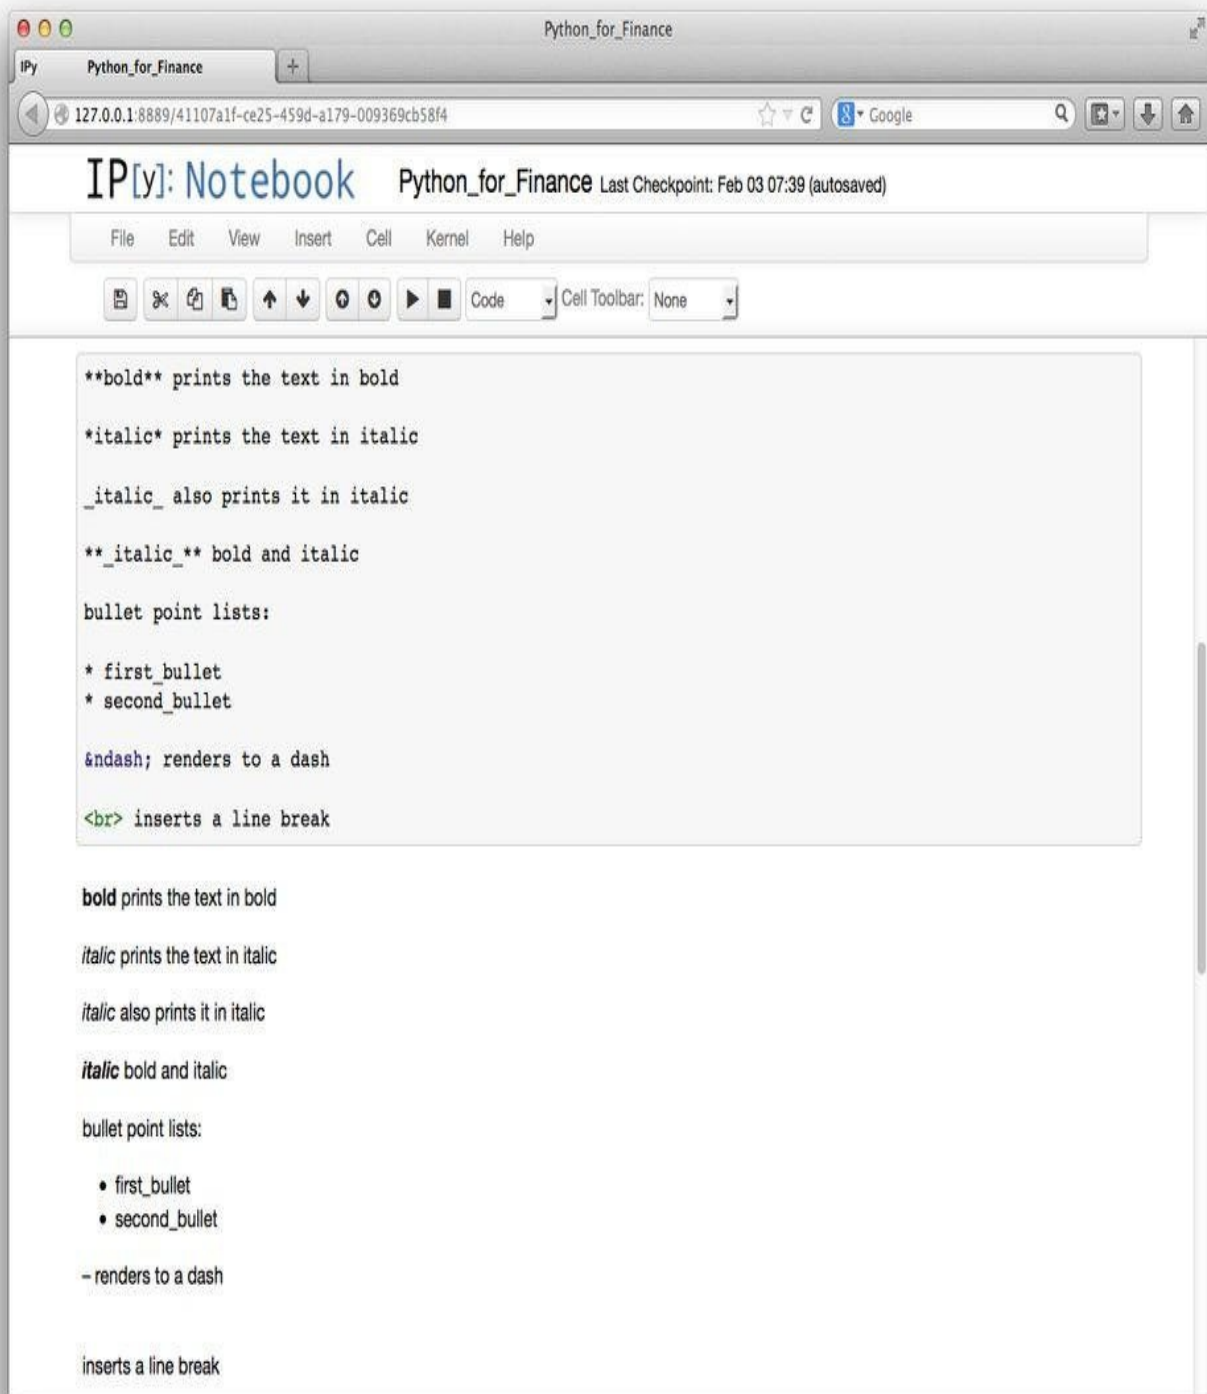 Python_for_Finance
IPy Python_for_Finance +
127.0.0.1:8889/41107a1f-ce25-459d-a179-009369cb58f4 8 Google
IP[y]: Notebook Python_for_Finance Last Checkpoint: Feb 03 07:39 (autosaved)
File Edit View Insert Cell Kernel Help
Code Cell Toolbar: None
**bold** prints the text in bold
*italic* prints the text in italic
_italic_ also prints it in italic
**_italic_** bold and italic
bullet point lists:
* first_bullet
* second_bullet
&ndash; renders to a dash
<br> inserts a line break
bold prints the text in bold
italic prints the text in italic
italic also prints it in italic
italic bold and italic
bullet point lists:
• first_bullet
• second_bullet
– renders to a dash
inserts a line break